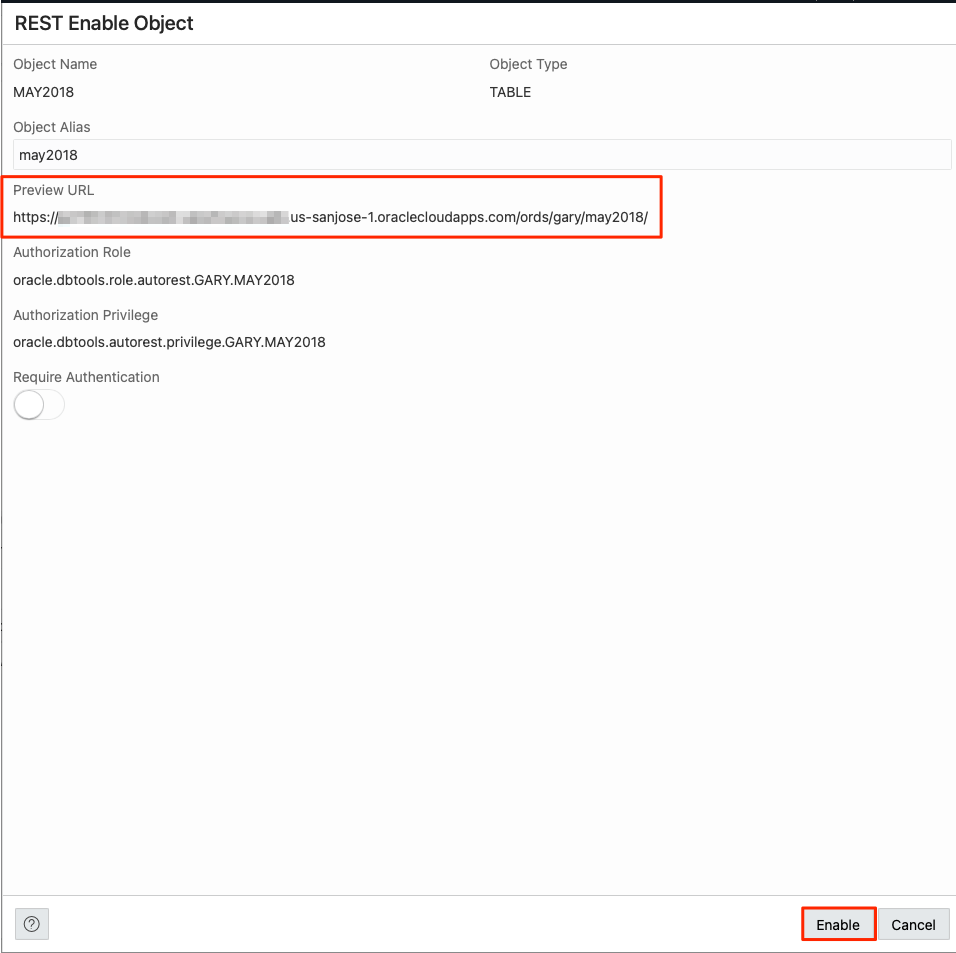 REST Enable Object
Object Name
Object Type
MAY2018
TABLE
Object Alias
may2018
Preview URL
https:// us-sanjose-1.oraclecloudapps.com/ords/gary/may2018/
Authorization Role
oracle.dbtools.role.autorest.GARY.MAY2018
Authorization Privilege
oracle.dbtools.autorest.privilege.GARY.MAY2018
Require Authentication
?
Enable
Cancel